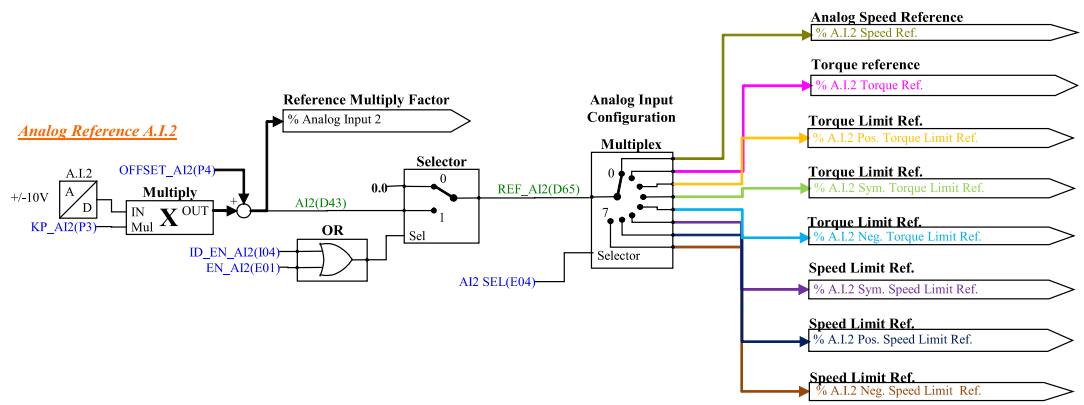 Analog Speed Reference
% A.I.2 Speed Ref.
Torque reference
% A.I.2 Torque Ref.
Reference Multiply Factor
% Analog Input 2
Analog Input
Configuration
Torque Limit Ref.
% A.I.2 Pos. Torque Limit Ref.
Analog Reference A.I.2
Multiplex
OFFSET_AI2(P4)
Selector
Torque Limit Ref.
A.I.2
+/-10V
A
D
Multiply
IN
X
OUT
Mul
KP_AI2(P3)
+
AI2(D43)
0.0
0
1
Sel
REF_AI2(D65)
0
7
Selector
% A.I.2 Sym. Torque Limit Ref.
Torque Limit Ref.
% A.I.2 Neg. Torque Limit Ref.
OR
ID_EN_AI2(I04)
EN_AI2(E01)
AI2 SEL(E04)
Speed Limit Ref.
% A.I.2 Sym. Speed Limit Ref.
Speed Limit Ref.
% A.I.2 Pos. Speed Limit Ref.
Speed Limit Ref.
% A.I.2 Neg. Speed Limit  Ref.